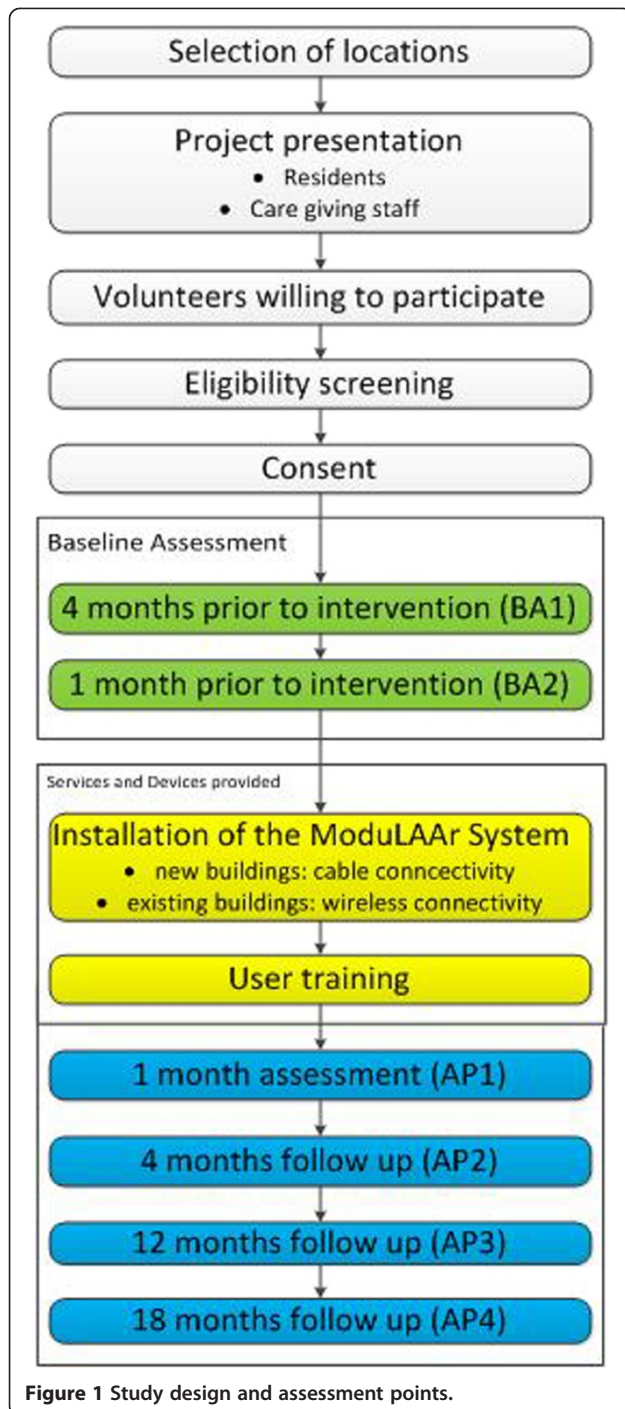 Selection of locations
Project presentation
• Residents
• Care giving staff
Volunteers willing to participate
Eligibility screening
Consent
Baseline Assessment
4 months prior to intervention (BA1)
1 month prior to intervention (BA2)
Services and Devices provided
Installation of the ModuLAAr System
• new buildings: cable conncectivity
• existing buildings: wireless connectivity
User training
1 month assessment (AP1)
4 months follow up (AP2)
12 months follow up (AP3)
18 months follow up (AP4)
Figure 1 Study design and assessment points.